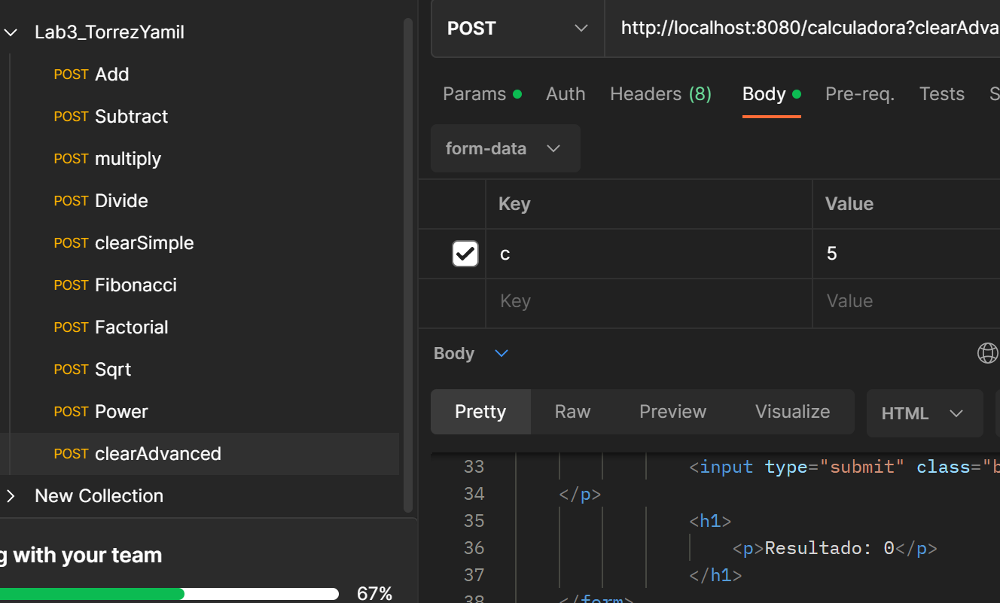 Lab3_TorrezYamil
POST Add
POST Subtract
POST multiply
POST Divide
POST clearSimple
POST Fibonacci
POST Factorial
POST Sqrt
POST Power
POST clearAdvanced
New Collection
g with your team
67%
POST
http://localhost:8080/calculadora?clearAdva
Params
Auth
Headers (8)
Body
Pre-req.
Tests
S
form-data
Key Value
c 5
Key Value
Body
Pretty
Raw
Preview
Visualize
HTML
33 <input type="submit" class="b
34 </p>
35 <h1>
36 <p>Resultado: 0</p>
37 </h1>
38 </form>